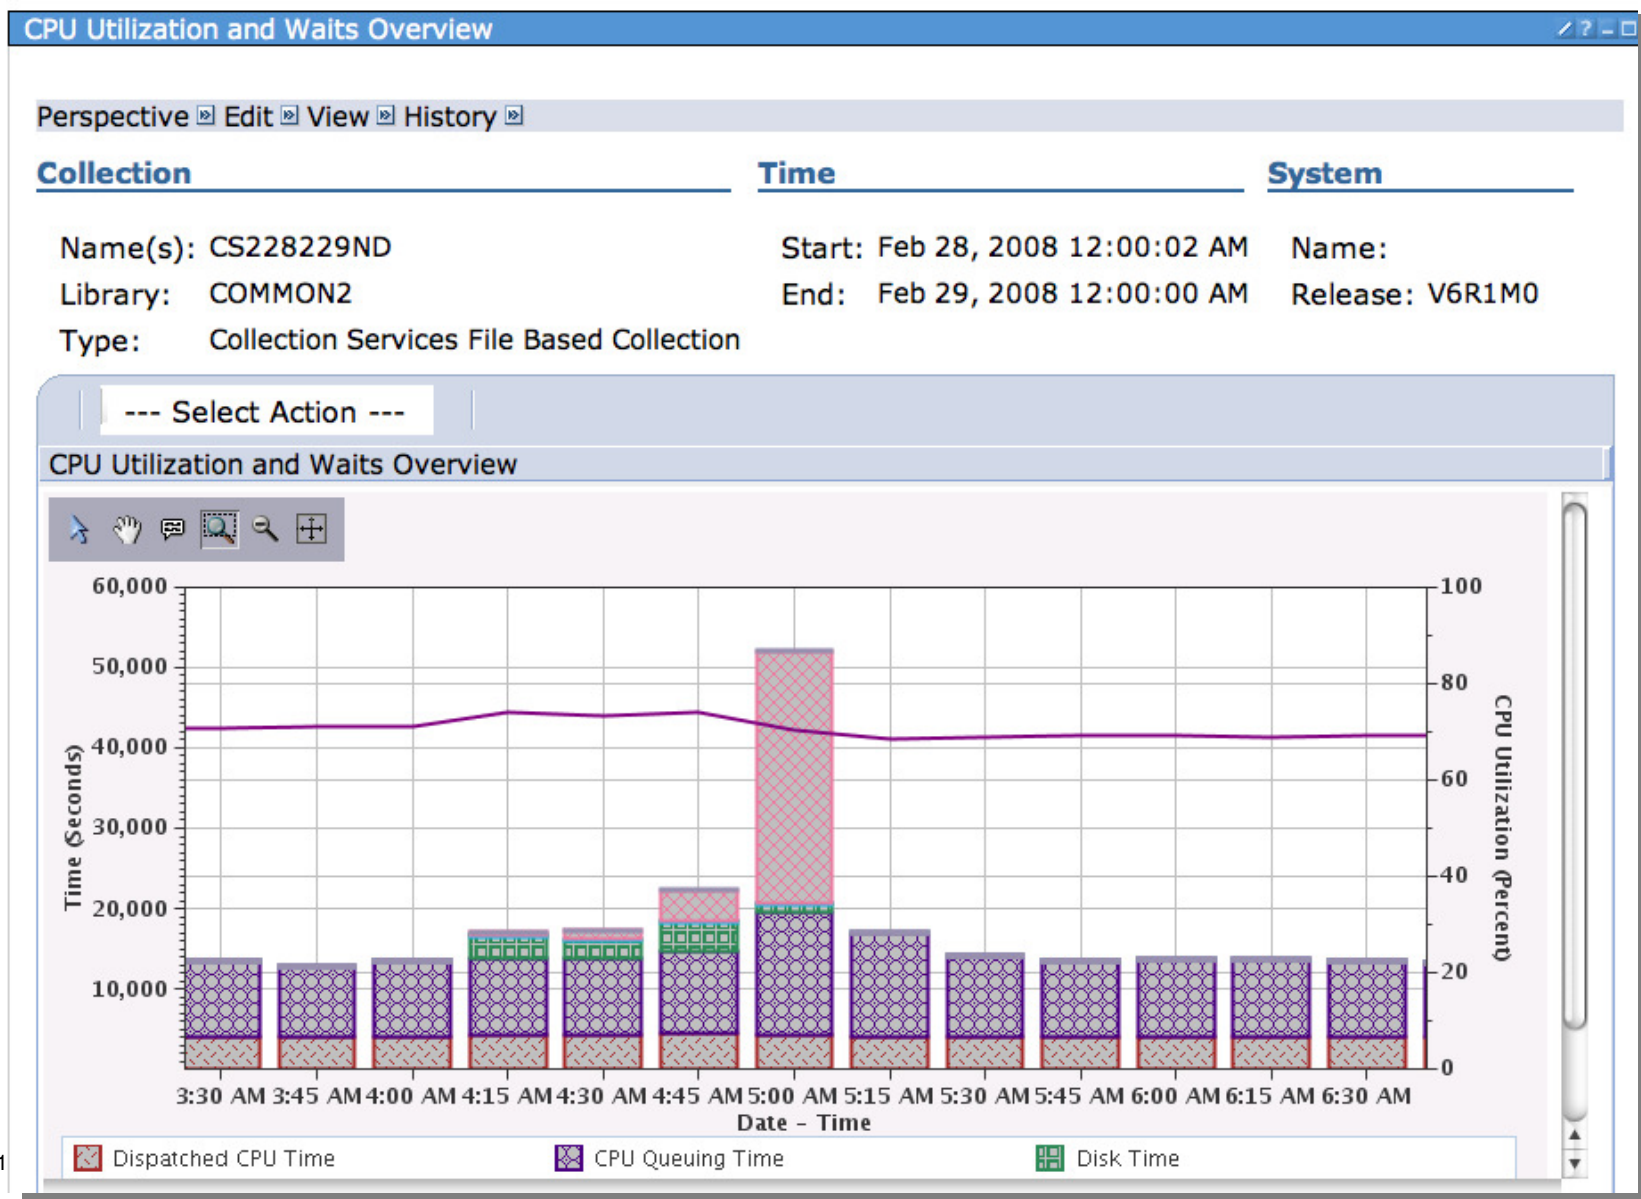 CPU Utilization and Waits Overview
Perspective Edit View History
Collection Time System
Name(s): CS228229ND Start: Feb 28, 2008 12:00:02 AM Name:
Library: COMMON2 End: Feb 29, 2008 12:00:00 AM Release: V6R1M0
Type: Collection Services File Based Collection
--- Select Action ---
CPU Utilization and Waits Overview
60,000
50,000
40,000
30,000
20,000
10,000
Time (Seconds)
100
80
60
40
20
0
CPU Utilization (Percent)
3:30 AM 3:45 AM 4:00 AM 4:15 AM 4:30 AM 4:45 AM 5:00 AM 5:15 AM 5:30 AM 5:45 AM 6:00 AM 6:15 AM 6:30 AM
Date - Time
Dispatched CPU Time CPU Queuing Time Disk Time
1